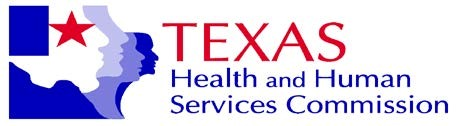 TEXAS
Health and Human
Services Commission